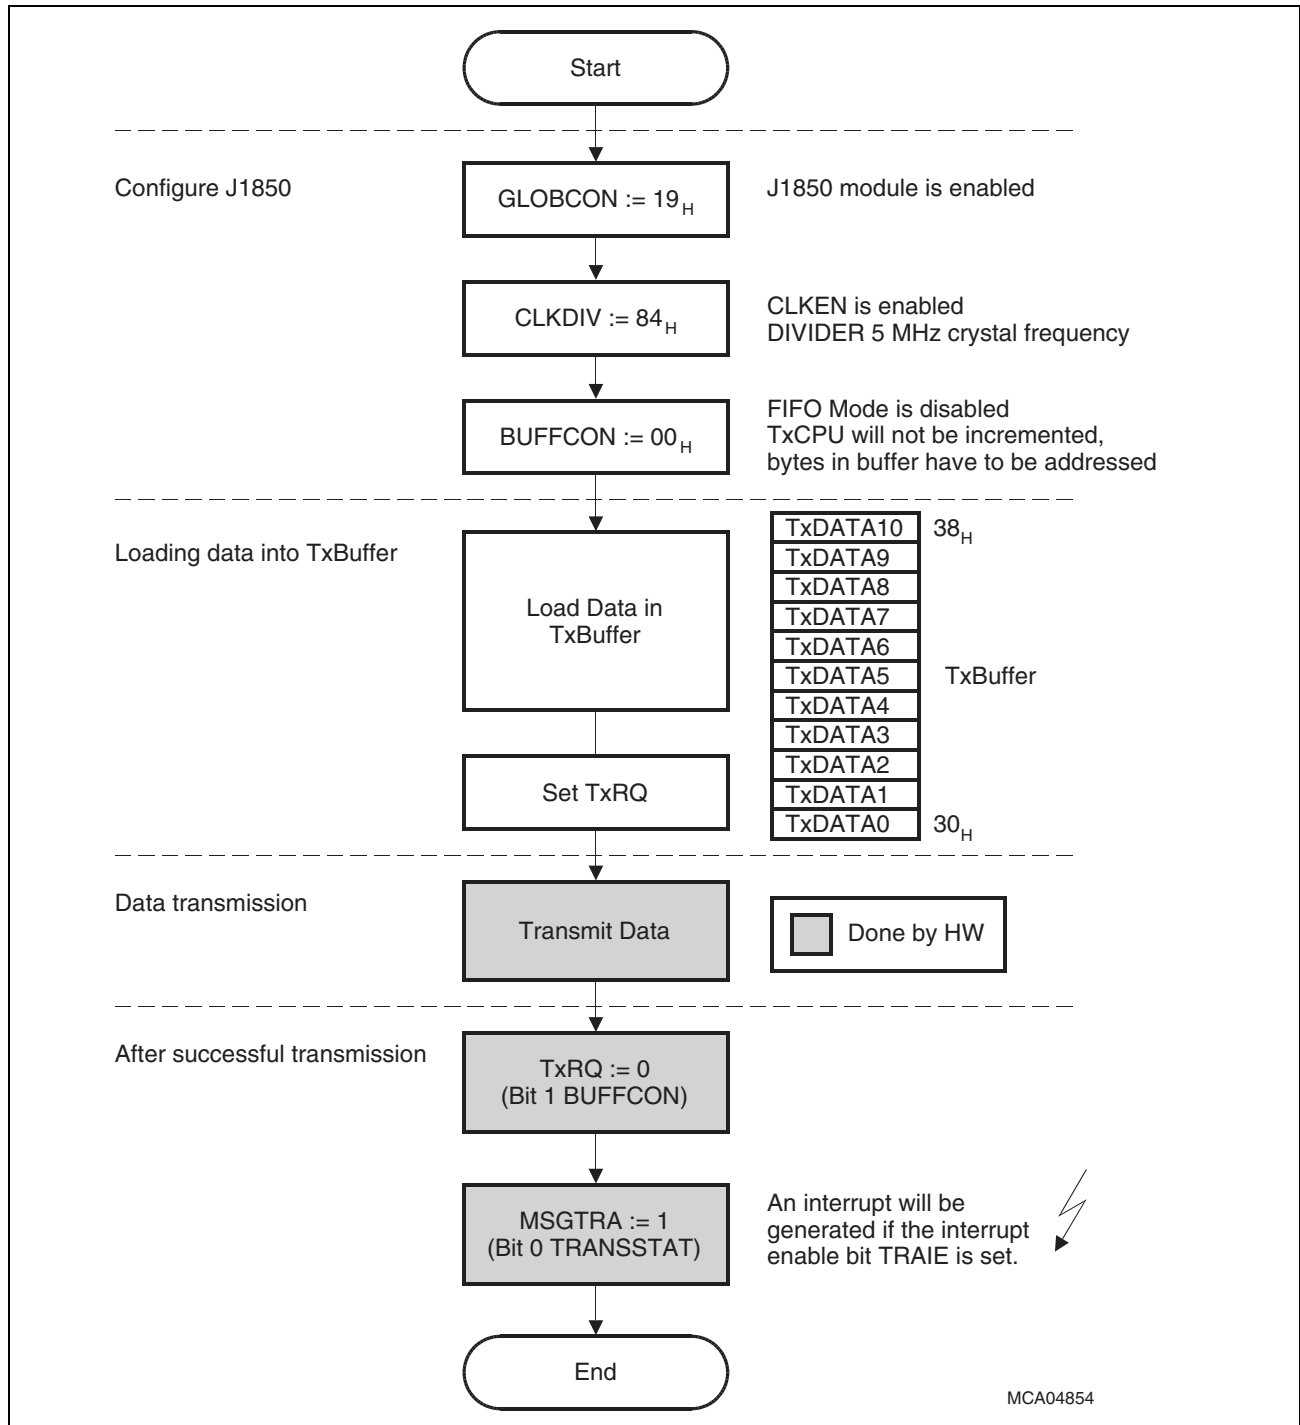 Start
Configure J1850
GLOBCON := 19H
J1850 module is enabled
CLKDIV := 84H
CLKEN is enabled
DIVIDER 5 MHz crystal frequency
BUFFCON := 00H
FIFO Mode is disabled
TxCPU will not be incremented,
bytes in buffer have to be addressed
Loading data into TxBuffer
Load Data in
TxBuffer
Set TxRQ
TxDATA10 38H
TxDATA9
TxDATA8
TxDATA7
TxDATA6
TxDATA5 TxBuffer
TxDATA4
TxDATA3
TxDATA2
TxDATA1
TxDATA0 30H
Data transmission
Transmit Data
Done by HW
After successful transmission
TxRQ := 0
(Bit 1 BUFFCON)
MSGTRA := 1
(Bit 0 TRANSSTAT)
An interrupt will be
generated if the interrupt
enable bit TRAIE is set.
End
MCA04854